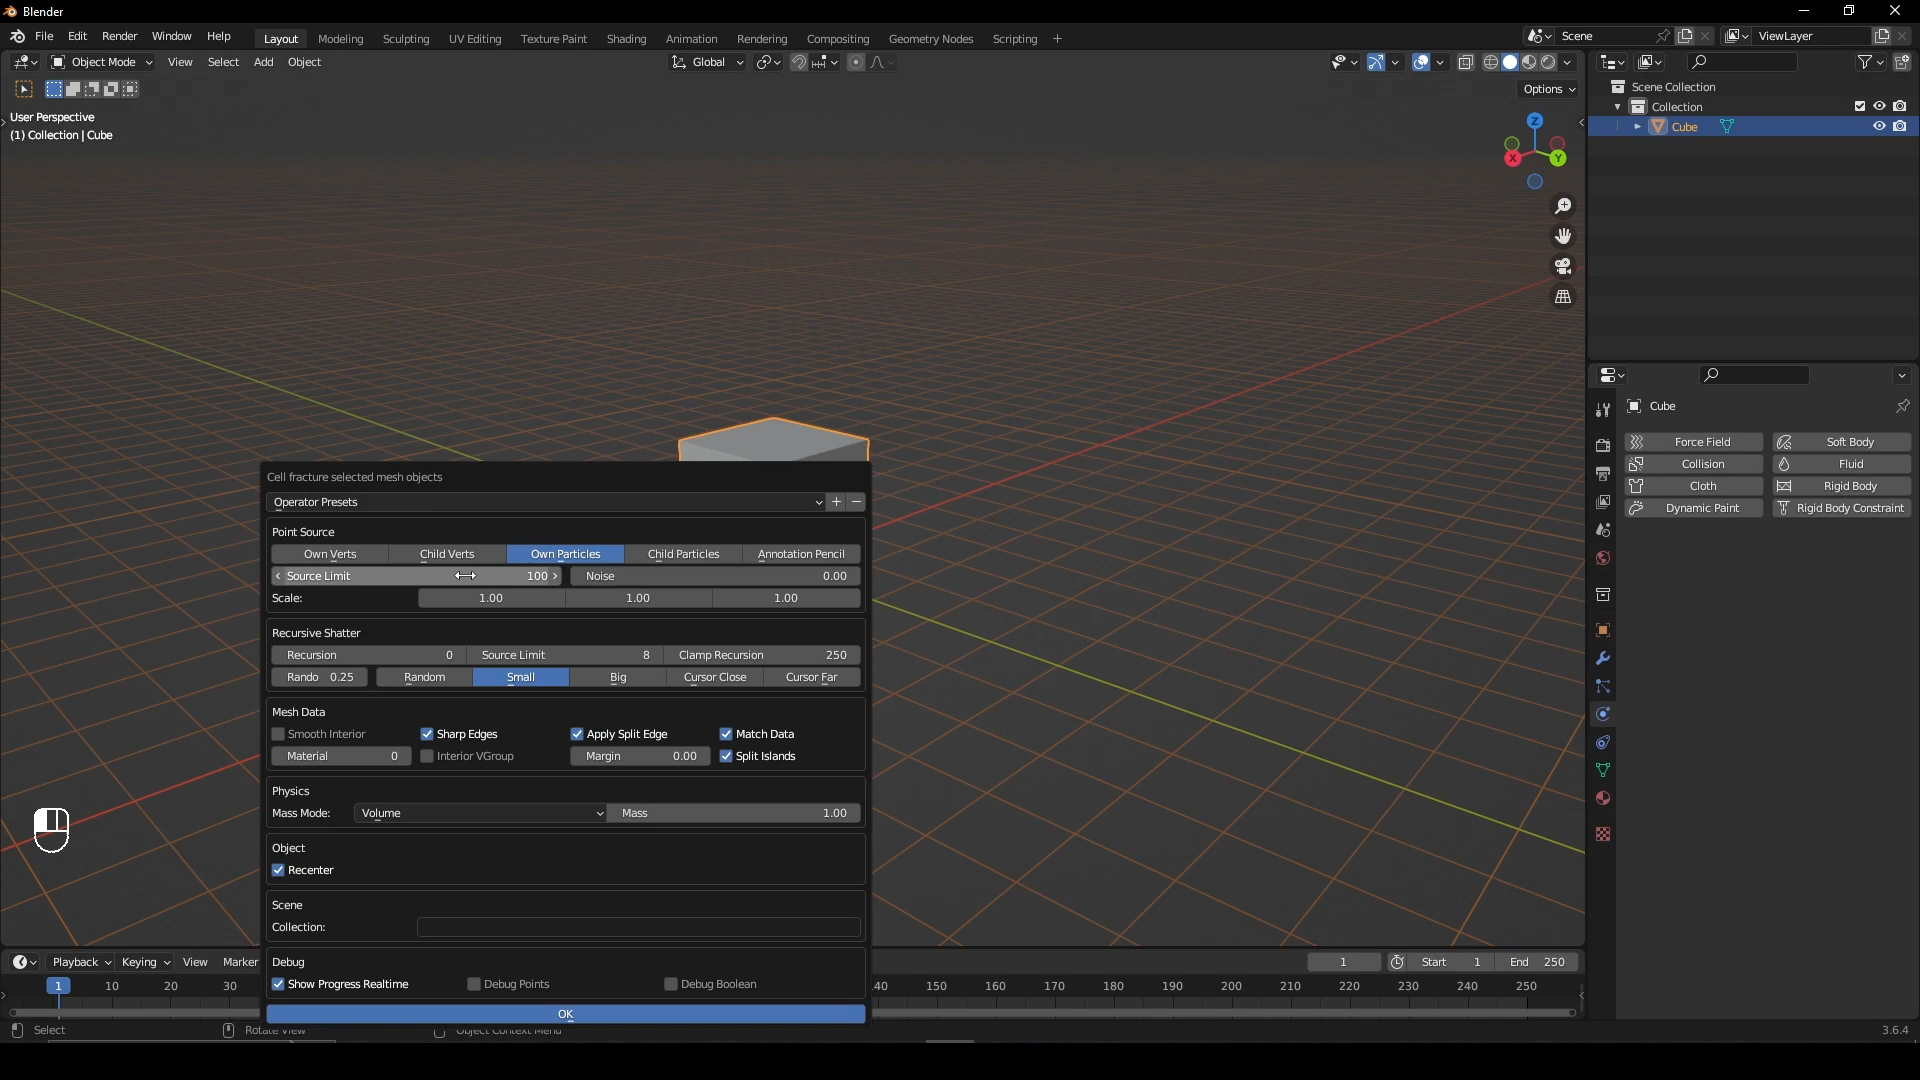 Blender
File Edit Render Window Help Layout Modeling Sculpting UV Editing Texture Paint Shading Animation Rendering Compositing Geometry Nodes Scripting + Scene ViewLayer
Object Mode View Select Add Object Global
Options
User Perspective
(1) Collection | Cube
Z
X Y
Scene Collection
Collection
Cube
Cube
Force Field Soft Body
Collision Fluid
Cloth Rigid Body
Dynamic Paint Rigid Body Constraint
Cell fracture selected mesh objects
Operator Presets
Point Source
Own Verts Child Verts Own Particles Child Particles Annotation Pencil
Source Limit 100 Noise 0.00
Scale: 1.00 1.00 1.00
Recursive Shatter
Recursion 0 Source Limit 8 Clamp Recursion 250
Rando 0.25 Random Small Big Cursor Close Cursor Far
Mesh Data
Smooth Interior Sharp Edges Apply Split Edge Match Data
Material 0 Interior VGroup Margin 0.00 Split Islands
Physics
Mass Mode: Volume Mass 1.00
Object
Recenter
Scene
Collection:
Debug
Show Progress Realtime Debug Points Debug Boolean
OK
Playback Keying View Marker 1 Start 1 End 250
1 10 20 30 40 150 160 170 180 190 200 210 220 230 240 250
Select Rotate View Object Context Menu 3.6.4